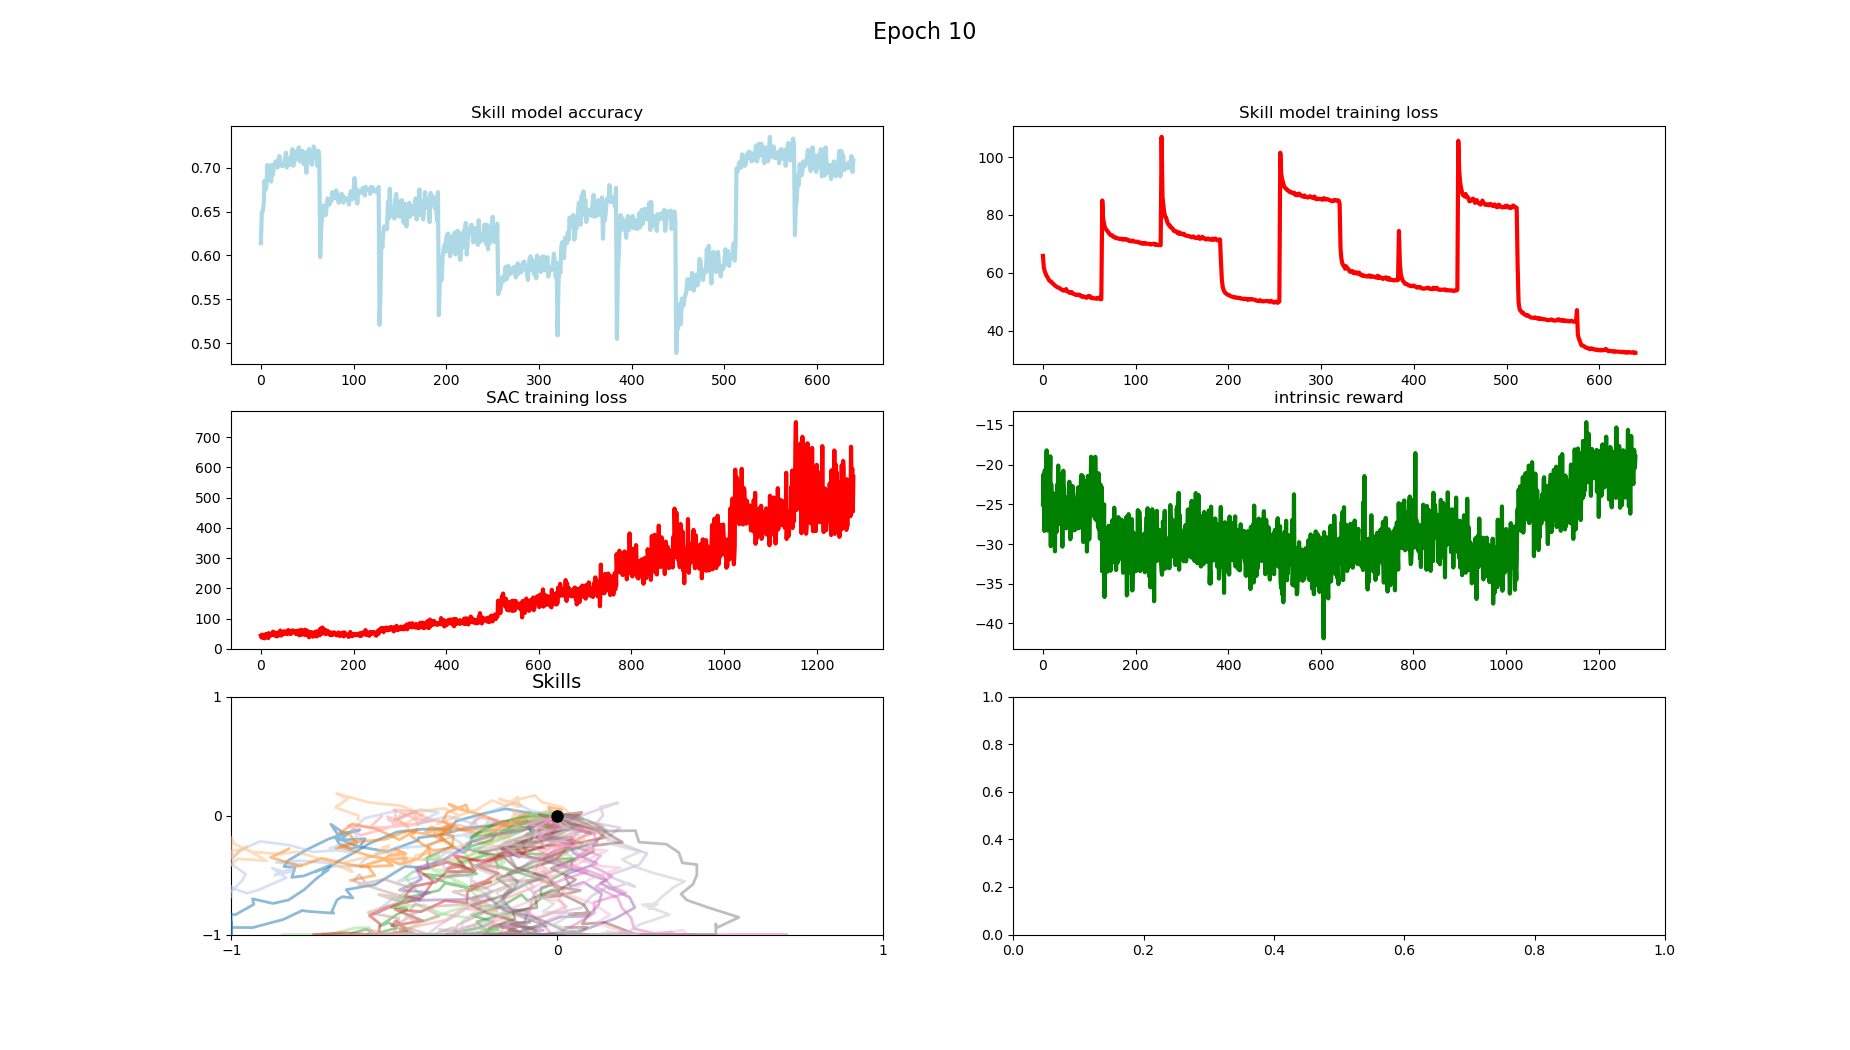 Epoch 10
Skill model accuracy
0.70
0.65
0.60
0.55
0.50
0 100 200 300 400 500 600
Skill model training loss
100
80
60
40
0 100 200 300 400 500 600
SAC training loss
700
600
500
400
300
200
100
0
0 200 400 600 800 1000 1200
intrinsic reward
−15
−20
−25
−30
−35
−40
0 200 400 600 800 1000 1200
Skills
1
0
−1
−1 0 1
1.0
0.8
0.6
0.4
0.2
0.0
0.0 0.2 0.4 0.6 0.8 1.0